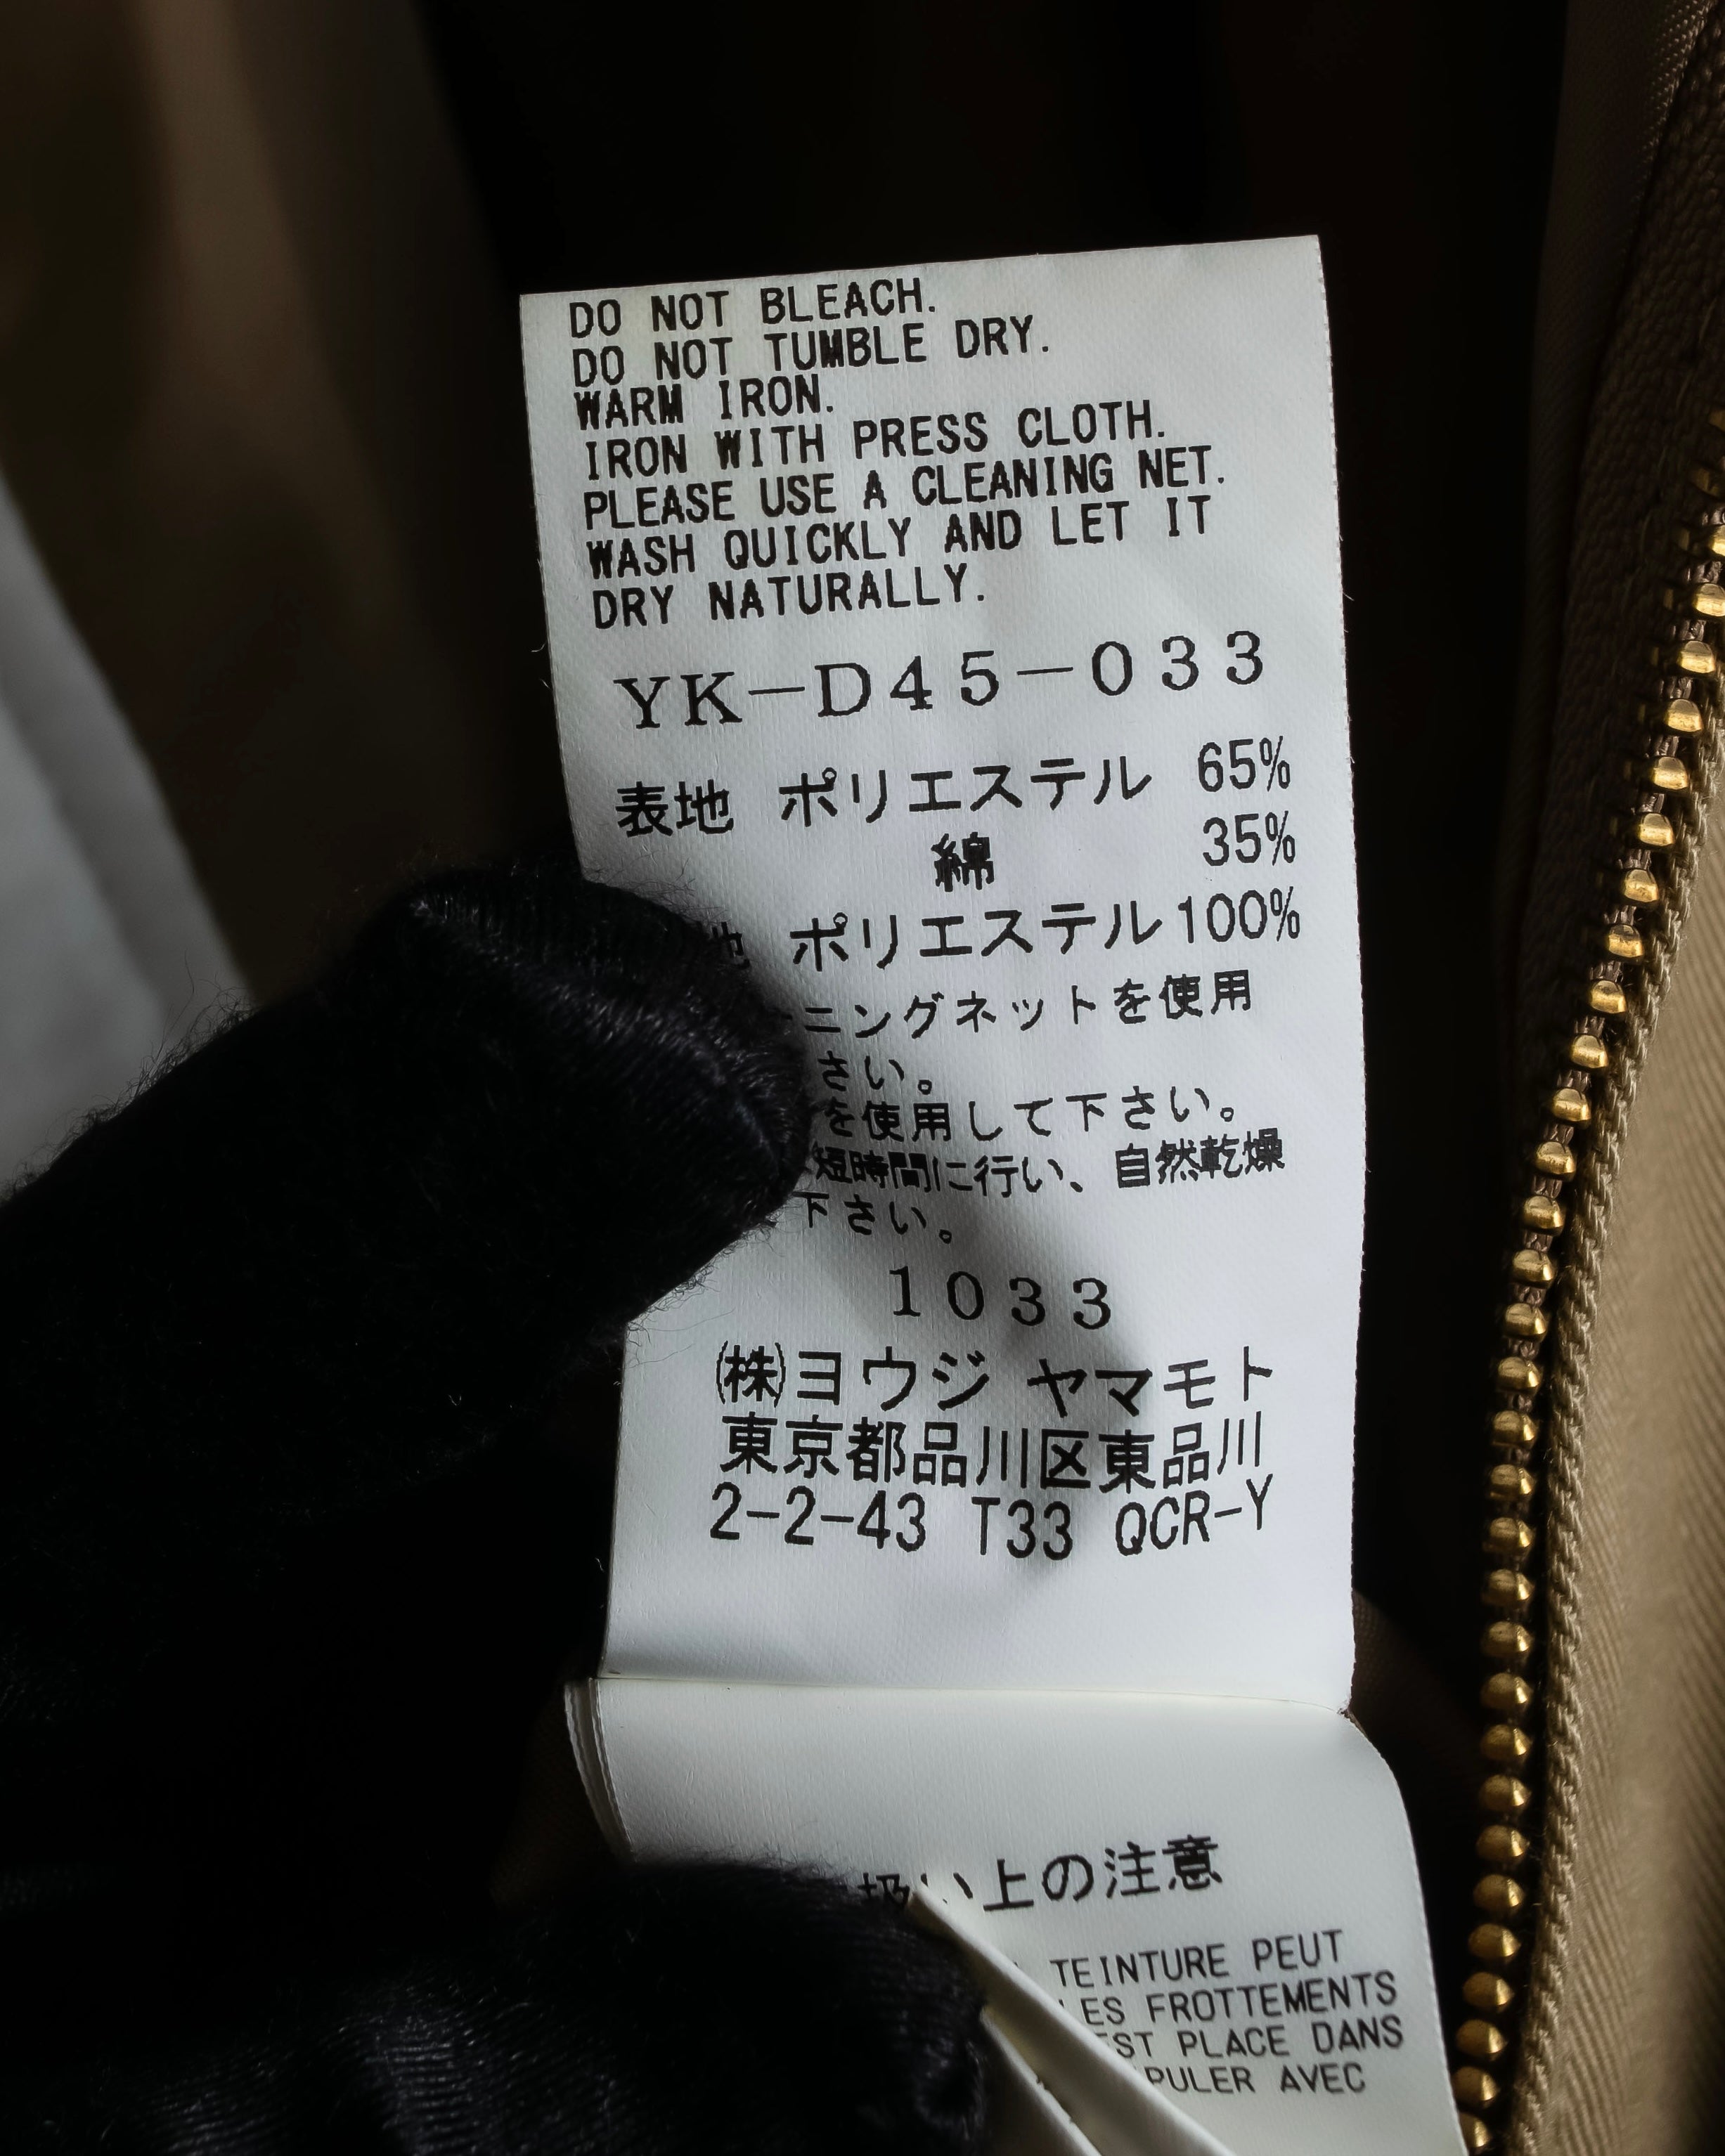 DO NOT BLEACH.
DO NOT TUMBLE DRY.
WARM IRON.
IRON WITH PRESS CLOTH.
PLEASE USE A CLEANING NET.
WASH QUICKLY AND LET IT
DRY NATURALLY.
YK-D45-033
表地 ポリエステル 65%
綿 35%
地 ポリエステル100%
ニングネットを使用
さい。
を使用して下さい。
短時間に行い、自然乾燥
下さい。
1033
(株)ヨウジ ヤマモト
東京都品川区東品川
2-2-43 T33 QCR-Y
扱い上の注意
TEINTURE PEUT
LES FROTTEMENTS
EST PLACE DANS
PULER AVEC